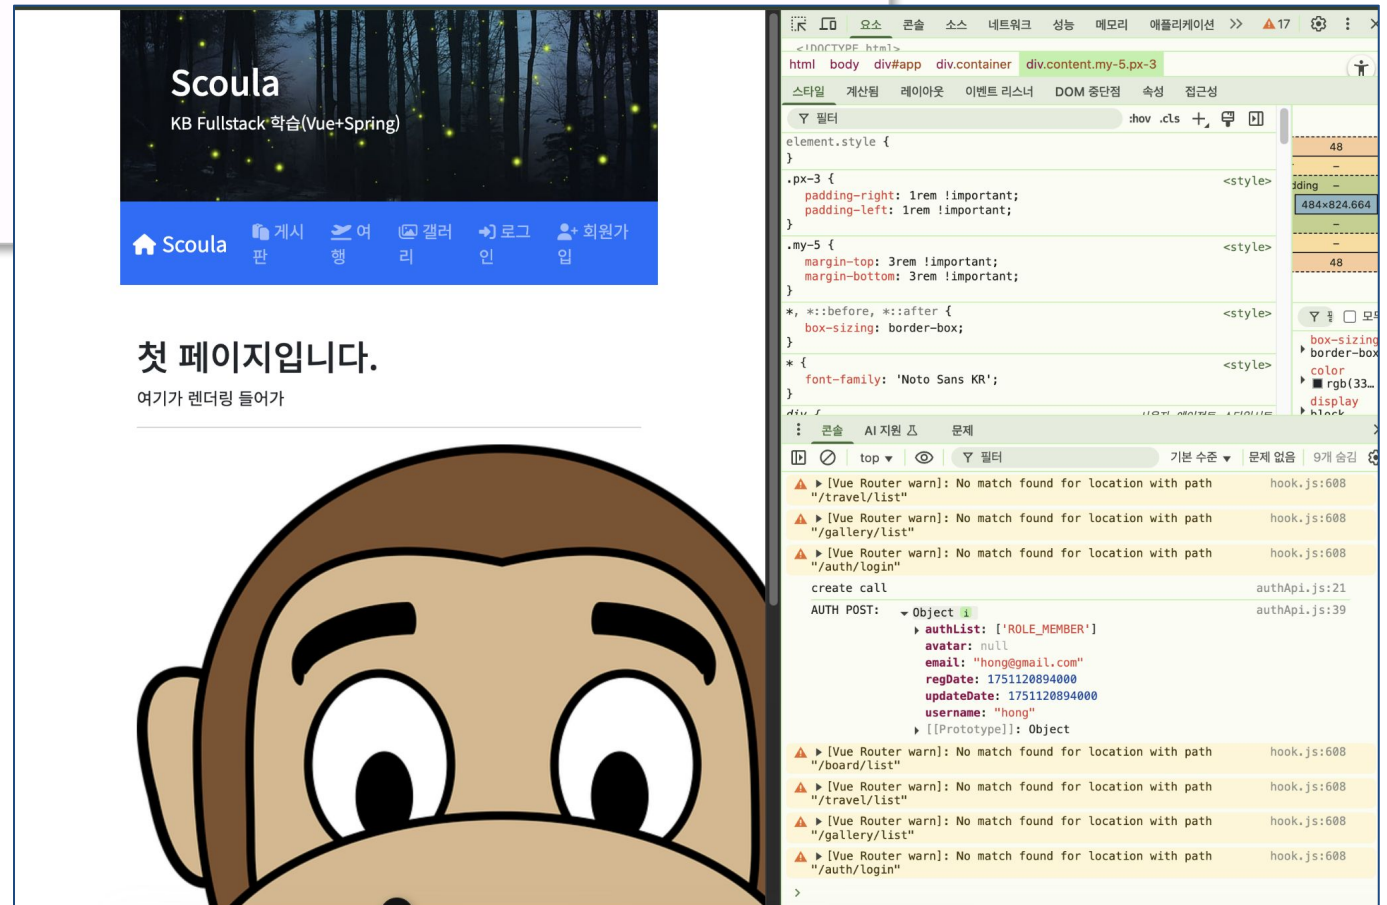 Scoula
KB Fullstack 학습(Vue+Spring)
Scoula
게시판
여행
갤러리
로그인
회원가입
첫 페이지입니다.
여기가 렌더링 들어가
요소 콘솔 소스 네트워크 성능 메모리 애플리케이션 17
<!DOCTYPE html>
html body div#app div.container div.content.my-5.px-3
스타일 계산됨 레이아웃 이벤트 리스너 DOM 중단점 속성 접근성
필터 :hov .cls
element.style {
}
.px-3 { <style>
padding-right: 1rem !important;
padding-left: 1rem !important;
}
.my-5 { <style>
margin-top: 3rem !important;
margin-bottom: 3rem !important;
}
*, *::before, *::after { <style>
box-sizing: border-box;
}
* { <style>
font-family: 'Noto Sans KR';
}
div {
48
–
dding –
484×824.664
–
–
48
box-sizing
border-box
color
rgb(33…
display
block
콘솔 AI 지원 문제
top 필터 기본 수준 문제 없음 9개 숨김
[Vue Router warn]: No match found for location with path hook.js:608
"/travel/list"
[Vue Router warn]: No match found for location with path hook.js:608
"/gallery/list"
[Vue Router warn]: No match found for location with path hook.js:608
"/auth/login"
create call authApi.js:21
AUTH POST: Object i authApi.js:39
authList: ['ROLE_MEMBER']
avatar: null
email: "hong@gmail.com"
regDate: 1751120894000
updateDate: 1751120894000
username: "hong"
[[Prototype]]: Object
[Vue Router warn]: No match found for location with path hook.js:608
"/board/list"
[Vue Router warn]: No match found for location with path hook.js:608
"/travel/list"
[Vue Router warn]: No match found for location with path hook.js:608
"/gallery/list"
[Vue Router warn]: No match found for location with path hook.js:608
"/auth/login"
>